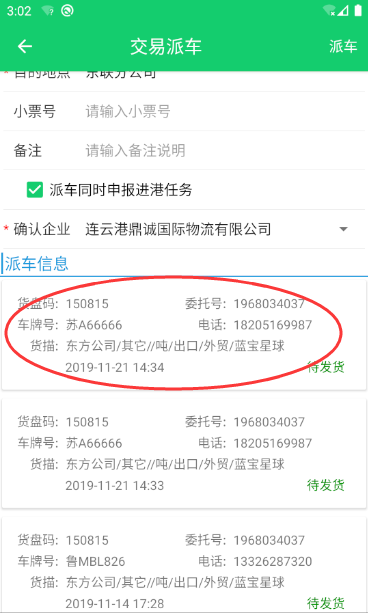 3:02
交易派车
派车
* 目的地点 东联分公司
小票号 请输入小票号
备注 请输入备注说明
派车同时申报进港任务
* 确认企业 连云港鼎诚国际物流有限公司
派车信息
货盘码: 150815 委托号: 1968034037
车牌号: 苏A66666 电话: 18205169987
货描: 东方公司/其它//吨/出口/外贸/蓝宝星球
2019-11-21 14:34 待发货
货盘码: 150815 委托号: 1968034037
车牌号: 苏A66666 电话: 18205169987
货描: 东方公司/其它//吨/出口/外贸/蓝宝星球
2019-11-21 14:33 待发货
货盘码: 150815 委托号: 1968034037
车牌号: 鲁MBL826 电话: 13326287320
货描: 东方公司/其它//吨/出口/外贸/蓝宝星球
2019-11-14 17:28 待发货